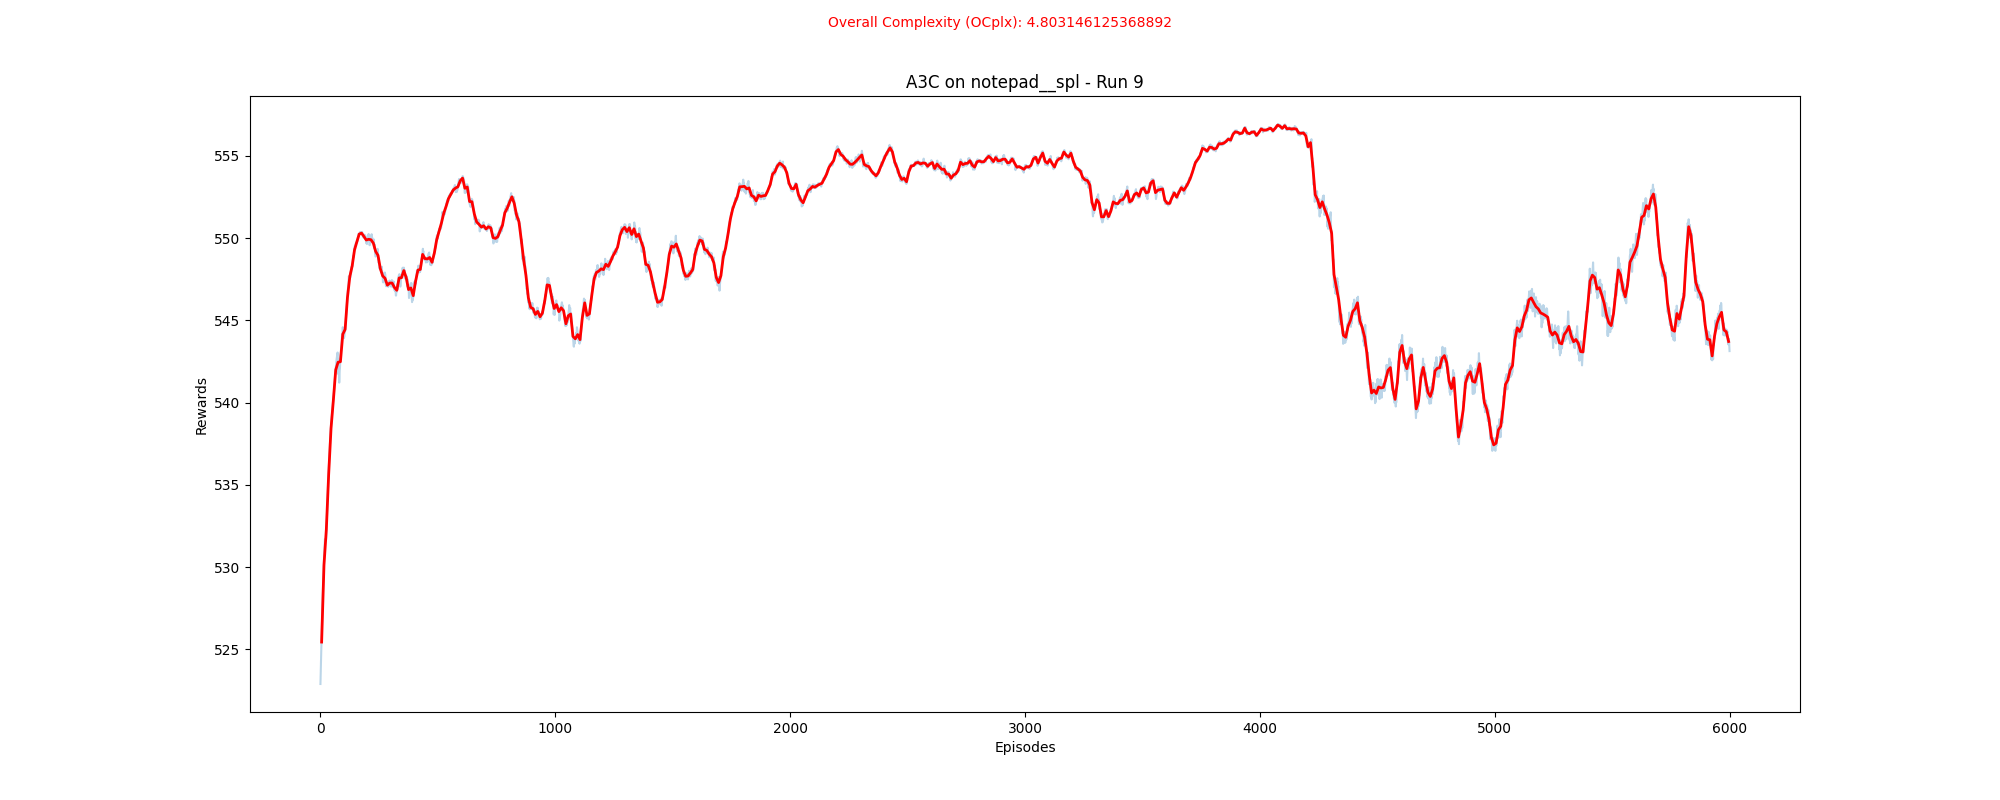 Overall Complexity (OCplx): 4.803146125368892
A3C on notepad__spl - Run 9
Rewards
555
550
545
540
535
530
525
0 1000 2000 3000 4000 5000 6000
Episodes